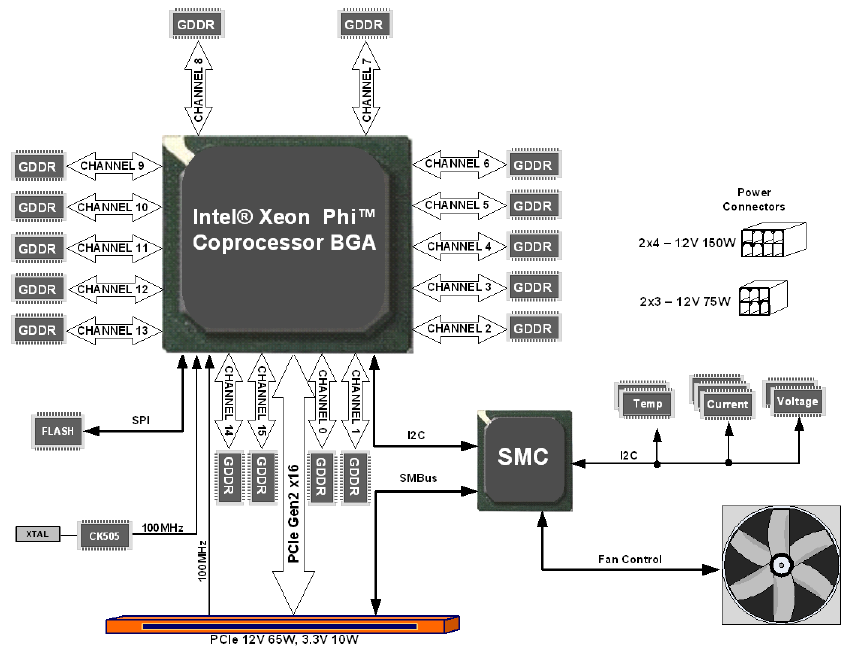 GDDR
GDDR
CHANNEL 8
CHANNEL 7
GDDR
CHANNEL 9
CHANNEL 6
GDDR
GDDR
CHANNEL 10
CHANNEL 5
GDDR
GDDR
CHANNEL 11
CHANNEL 4
GDDR
GDDR
CHANNEL 12
CHANNEL 3
GDDR
GDDR
CHANNEL 13
CHANNEL 2
GDDR
Intel® Xeon Phi™
Coprocessor BGA
Power
Connectors
2x4 – 12V 150W
2x3 – 12V 75W
CHANNEL 14
CHANNEL 15
CHANNEL 0
CHANNEL 1
GDDR
GDDR
GDDR
GDDR
PCIe Gen2 x16
FLASH
SPI
XTAL
CK505
100MHz
100MHz
I2C
SMBus
SMC
I2C
Temp
Current
Voltage
Fan Control
PCIe 12V 65W, 3.3V 10W